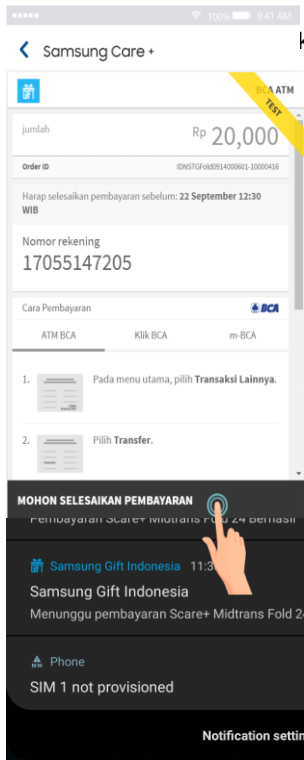 100% 9:41 AM
Samsung Care +
k
BCA ATM
TEST
jumlah
Rp 20,000
Order ID IDNSTGFold0914000601-10000416
Harap selesaikan pembayaran sebelum: 22 September 12:30
WIB
Nomor rekening
17055147205
Cara Pembayaran BCA
ATM BCA Klik BCA m-BCA
1. Pada menu utama, pilih Transaksi Lainnya.
2. Pilih Transfer.
MOHON SELESAIKAN PEMBAYARAN
Pembayaran Scare+ Midtrans Fold 24 Berhasil
Samsung Gift Indonesia 11:3
Samsung Gift Indonesia
Menunggu pembayaran Scare+ Midtrans Fold 24
Phone
SIM 1 not provisioned
Notification settin